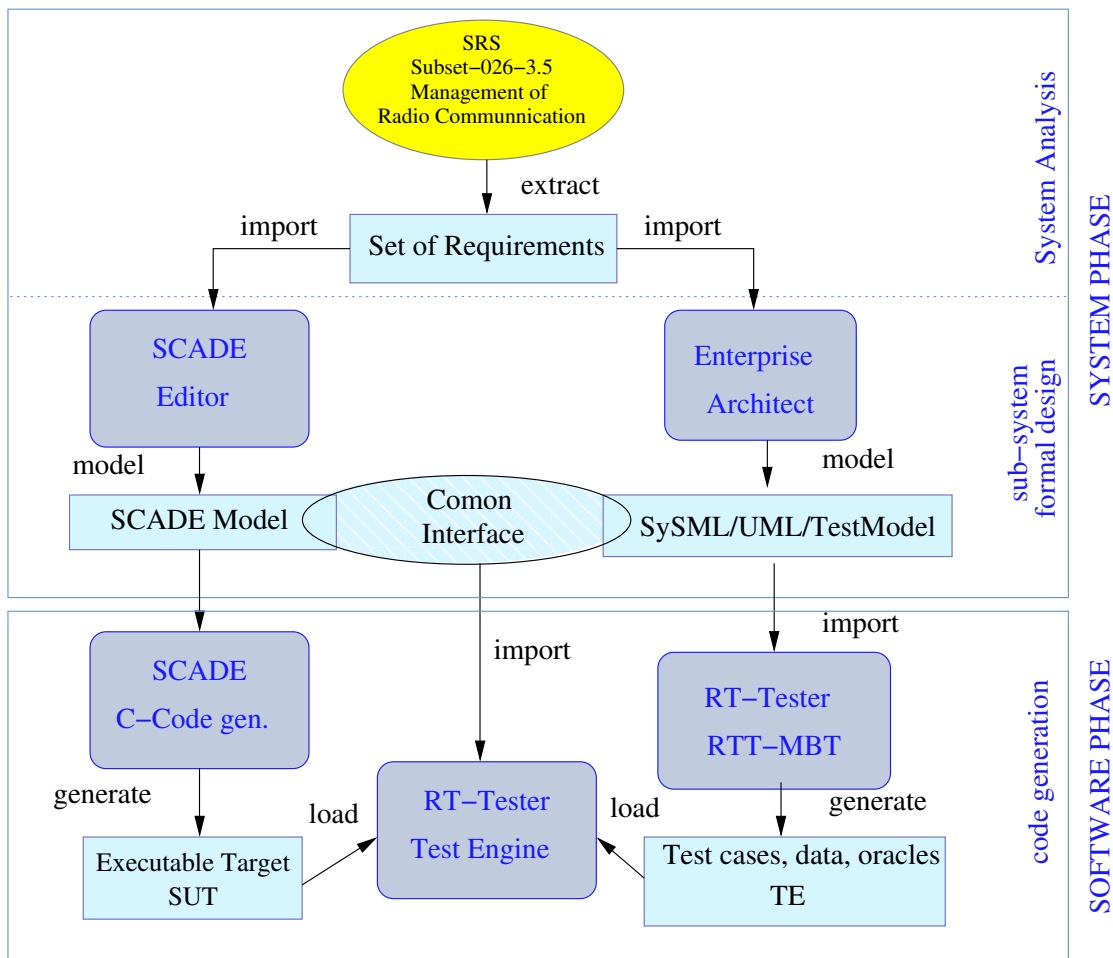 SRS
Subset−026−3.5
Management of
Radio Communnication
extract
import
import
Set of Requirements
System Analysis
SYSTEM PHASE
SCADE
Editor
Enterprise
Architect
sub−system
formal design
model
model
SCADE Model
Comon
Interface
SySML/UML/TestModel
import
import
SCADE
C−Code gen.
RT−Tester
RTT−MBT
code generation
SOFTWARE PHASE
generate
load
RT−Tester
Test Engine
load
generate
Executable Target
SUT
Test cases, data, oracles
TE